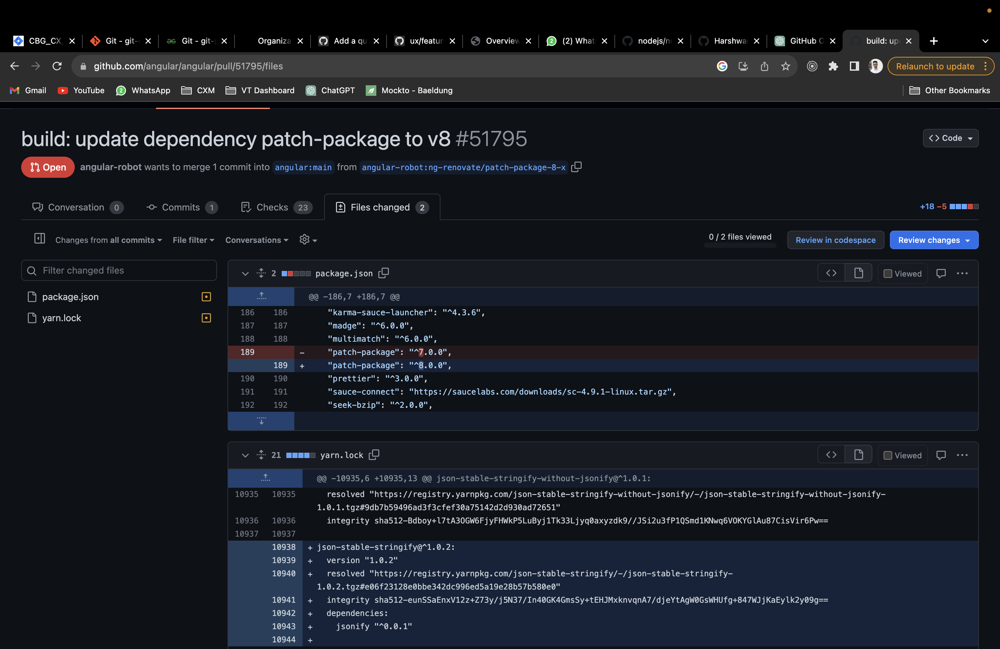 CBG_CX_
Git - git-
Git - git-p
Organiza
Add a qu
ux/featur
Overview
(2) What
nodejs/n
Harshwa
GitHub
build: up
github.com/angular/angular/pull/51795/files
Relaunch to update
Gmail
YouTube
2
WhatsApp
CXM
VT Dashboard
ChatGPT
Mockto - Baeldung
Other Bookmarks
build: update dependency patch-package to v8 #51795
Code
Open
angular-robot wants to merge 1 commit into angular:main from angular-robot:ng-renovate/patch-package-8-x
Conversation 0
Commits 1
Checks 23
Files changed 2
+18 −5
Changes from all commits
File filter
Conversations
0 / 2 files viewed
Review in codespace
Review changes
Filter changed files
package.json
yarn.lock
2 package.json
Viewed
@@ -186,7 +186,7 @@
186 186 "karma-sauce-launcher": "^4.3.6",
187 187 "madge": "^6.0.0",
188 188 "multimatch": "^6.0.0",
189 - "patch-package": "^7.0.0",
189 + "patch-package": "^8.0.0",
190 190 "prettier": "^3.0.0",
191 191 "sauce-connect": "https://saucelabs.com/downloads/sc-4.9.1-linux.tar.gz",
192 192 "seek-bzip": "^2.0.0",
21 yarn.lock
Viewed
@@ -10935,6 +10935,13 @@ json-stable-stringify-without-jsonify@^1.0.1:
10935 10935 resolved "https://registry.yarnpkg.com/json-stable-stringify-without-jsonify/-/json-stable-stringify-without-jsonify-
1.0.1.tgz#9db7b59496ad3f3cfef30a75142d2d930ad72651"
10936 10936 integrity sha512-Bdboy+l7tA3OGW6FjyFHWkP5LuByj1Tk33Ljyq0axyzdk9//JSi2u3fP1QSmd1KNwq6VOKYGlAu87CisVir6Pw==
10937 10937
10938 + json-stable-stringify@^1.0.2:
10939 + version "1.0.2"
10940 + resolved "https://registry.yarnpkg.com/json-stable-stringify/-/json-stable-stringify-
1.0.2.tgz#e06f23128e0bbe342dc996ed5a19e28b57b580e0"
10941 + integrity sha512-eunSSaEnxV12z+Z73y/j5N37/In40GK4GmsSy+tEHJMxknvqnA7/djeYtAgW0GsWHUfg+847WJjKaEylk2y09g==
10942 + dependencies:
10943 + jsonify "^0.0.1"
10944 +